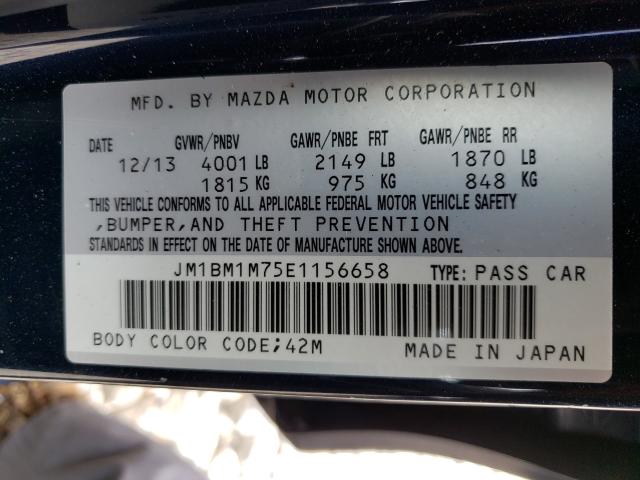 MFD. BY MAZDA MOTOR CORPORATION
DATE GVWR/PNBV GAWR/PNBE FRT GAWR/PNBE RR
12/13 4001 LB 2149 LB 1870 LB
1815 KG 975 KG 848 KG
THIS VEHICLE CONFORMS TO ALL APPLICABLE FEDERAL MOTOR VEHICLE SAFETY
,BUMPER,AND THEFT PREVENTION
STANDARDS IN EFFECT ON THE DATE OF MANUFACTURE SHOWN ABOVE.
JM1BM1M75E1156658 TYPE: PASS CAR
BODY COLOR CODE;42M MADE IN JAPAN